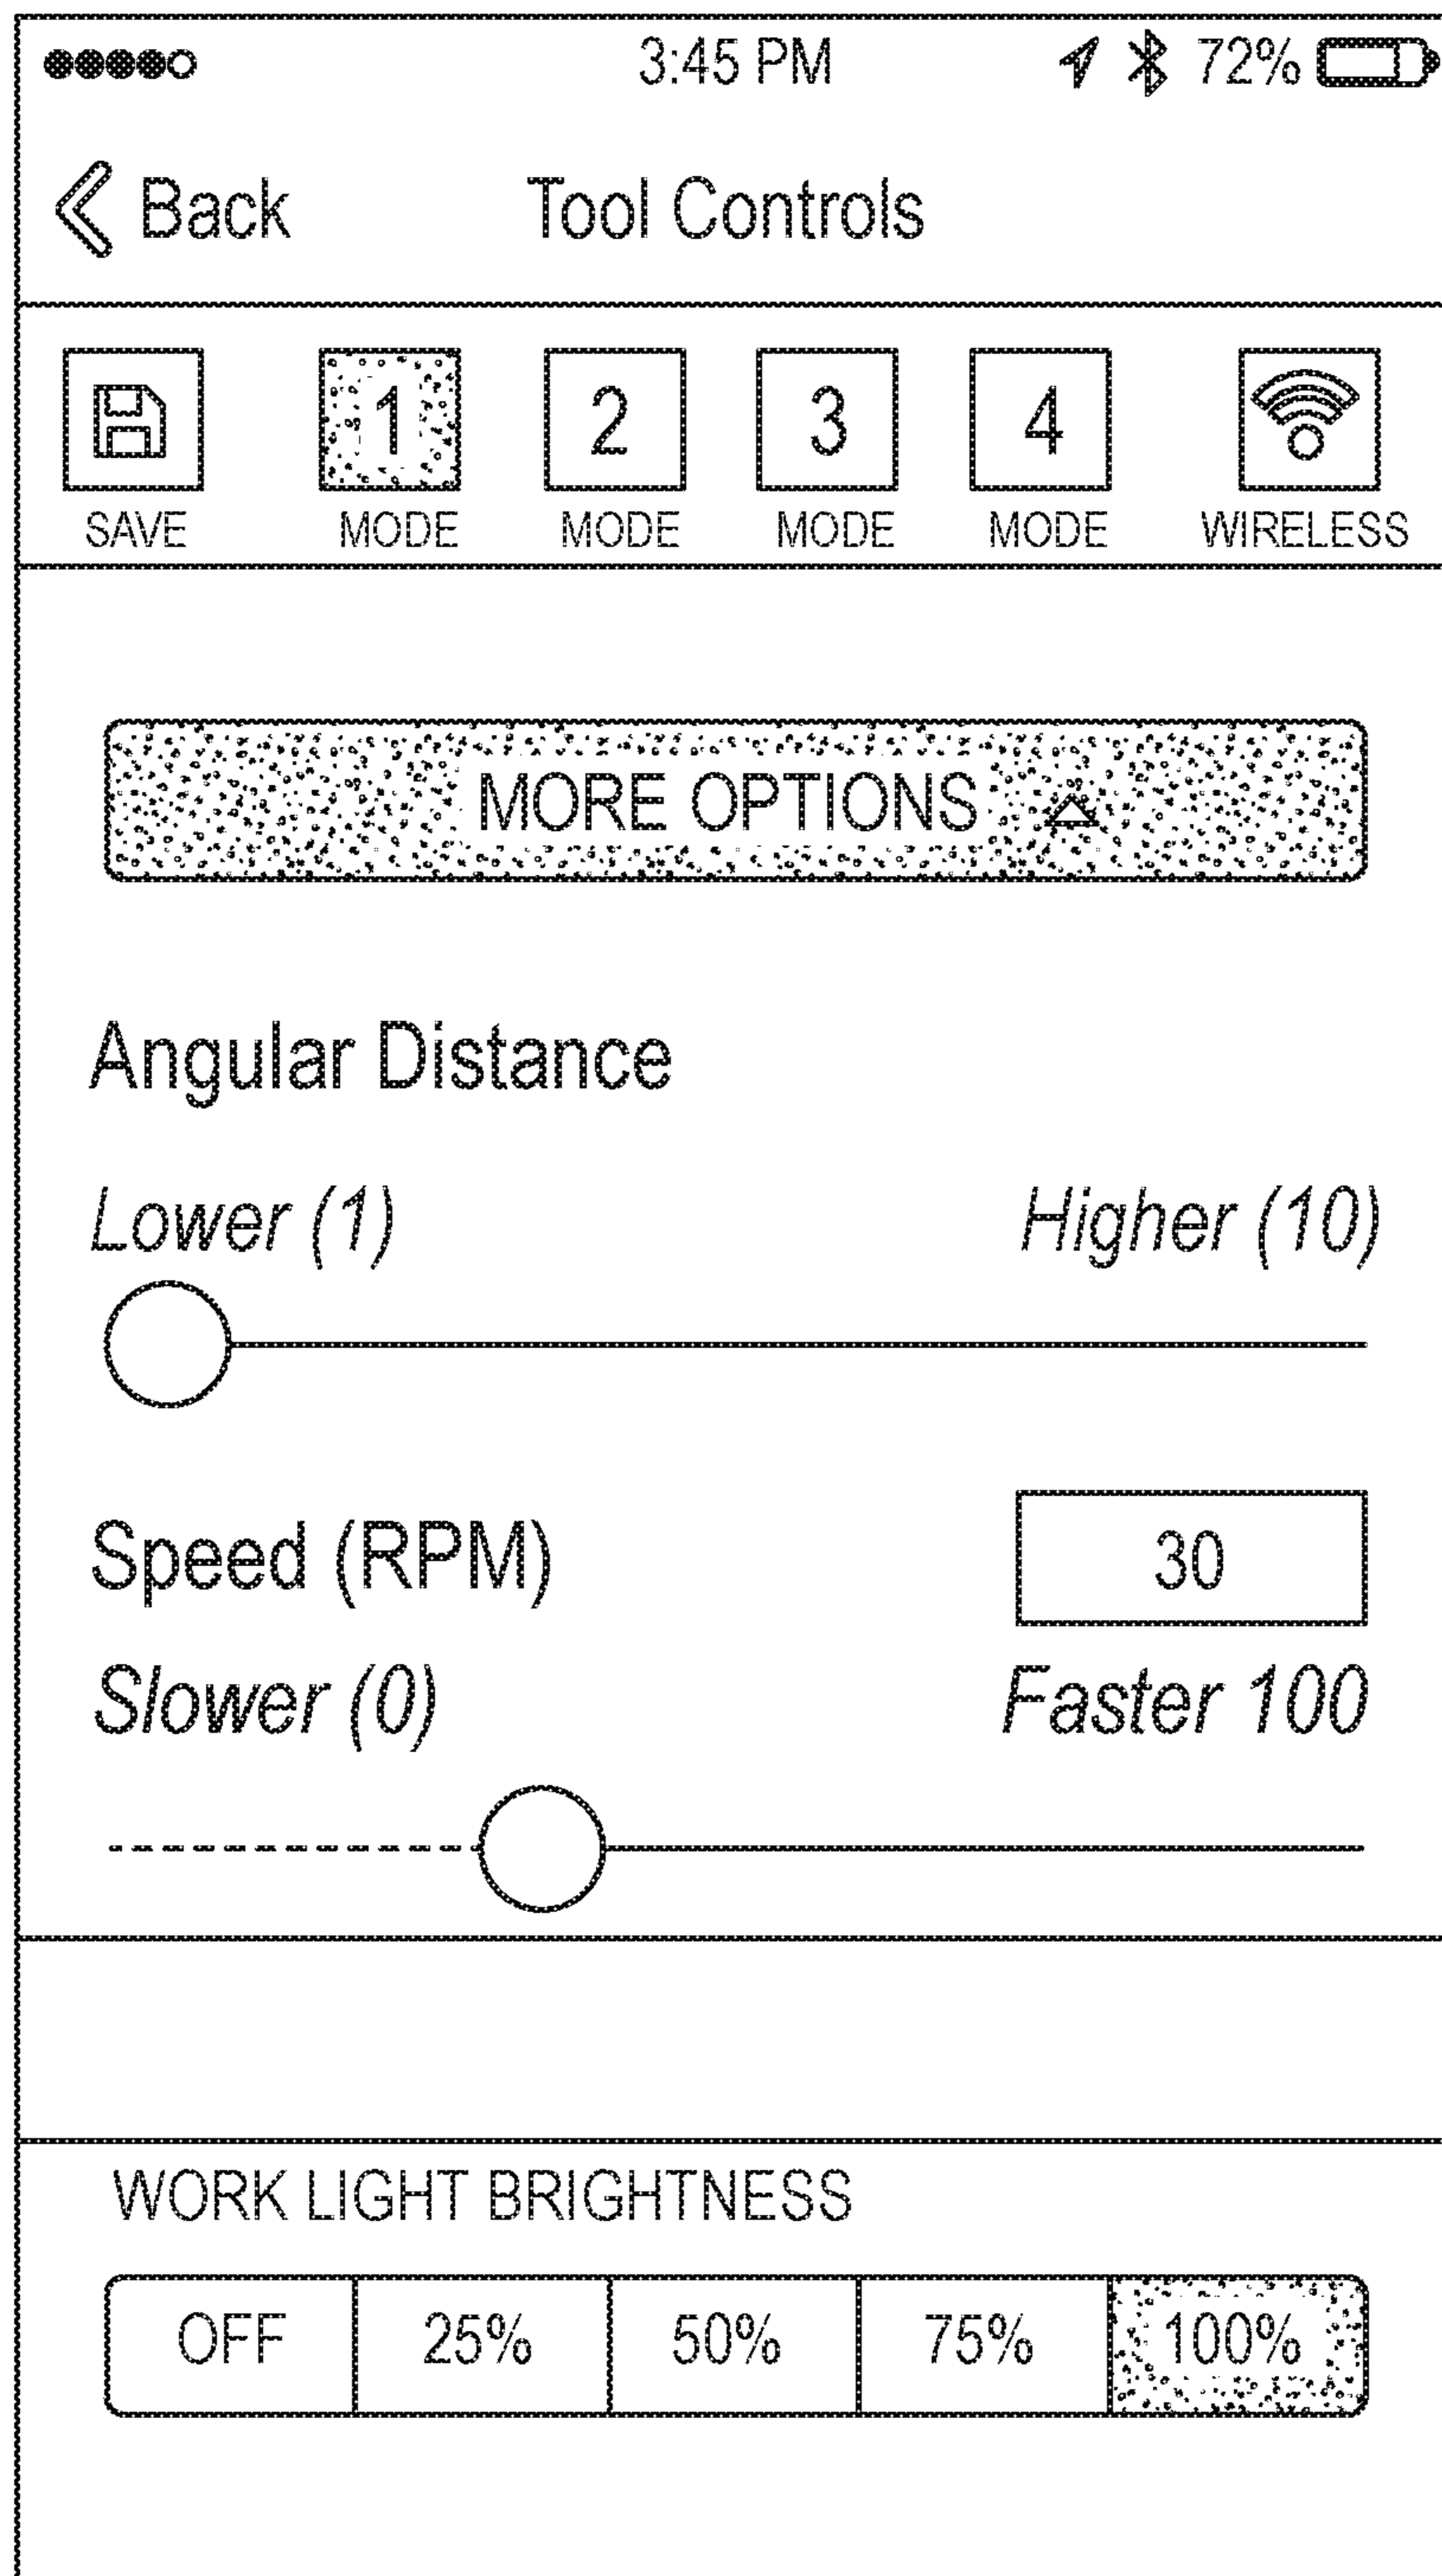 3:45 PM 72%
Back Tool Controls
1 2 3 4
SAVE MODE MODE MODE MODE WIRELESS
MORE OPTIONS
Angular Distance
Lower (1) Higher (10)
Speed (RPM) 30
Slower (0) Faster 100
WORK LIGHT BRIGHTNESS
OFF 25% 50% 75% 100%